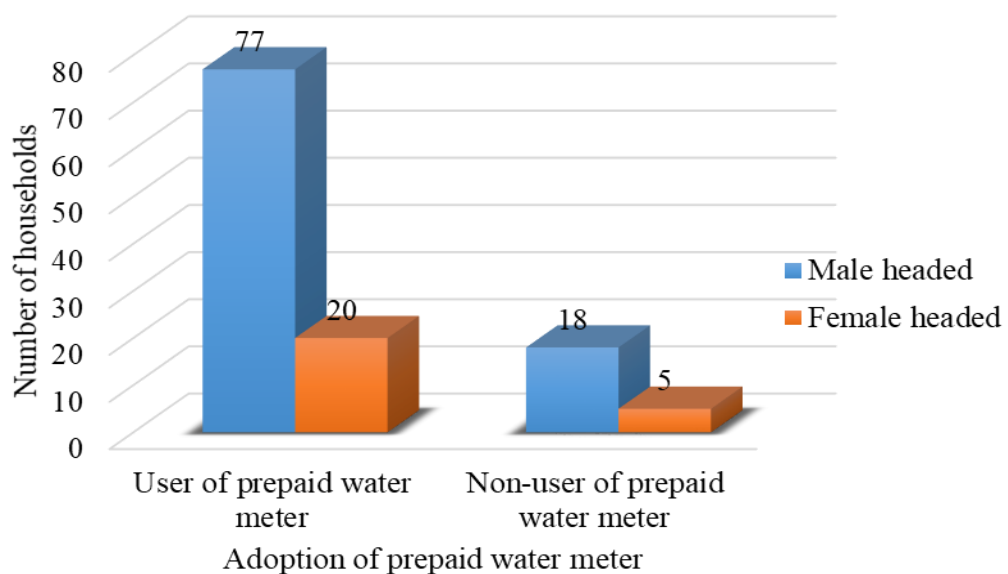 Number of households
80
70
60
50
40
30
20
10
0
77
20
18
5
User of prepaid water
meter
Non-user of prepaid
water meter
Adoption of prepaid water meter
Male headed
Female headed